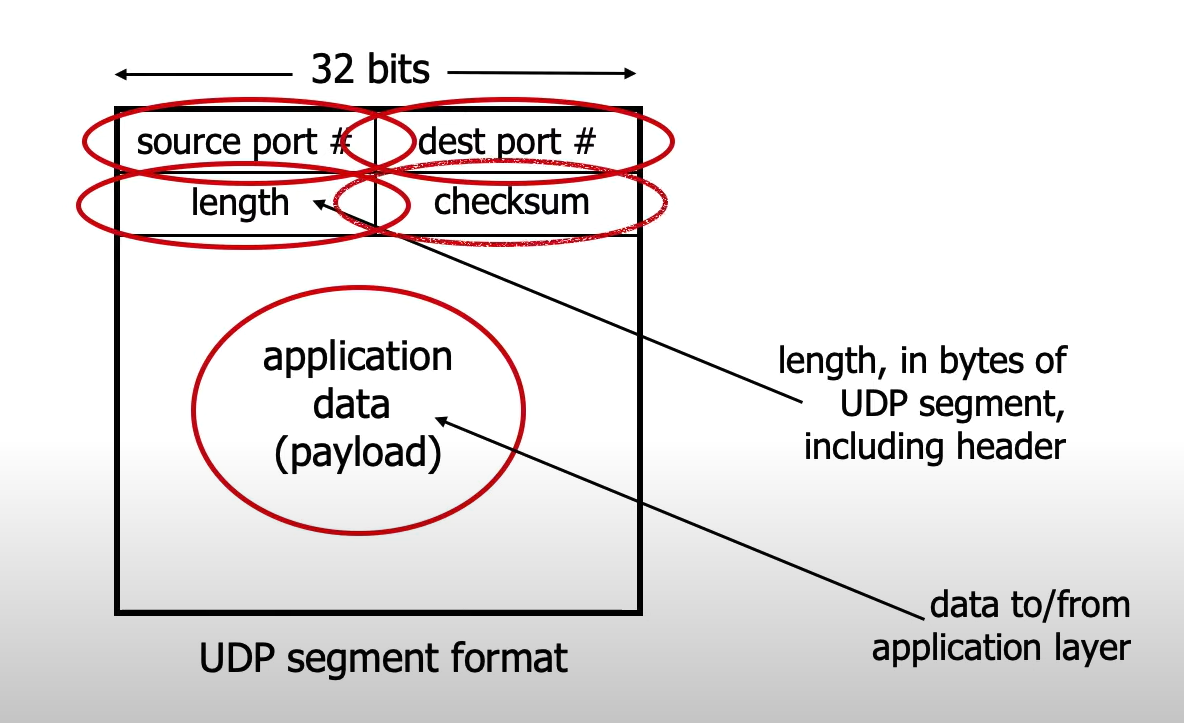 32 bits
source port #
dest port #
length
checksum
application
data
(payload)
length, in bytes of
UDP segment,
including header
data to/from
application layer
UDP segment format